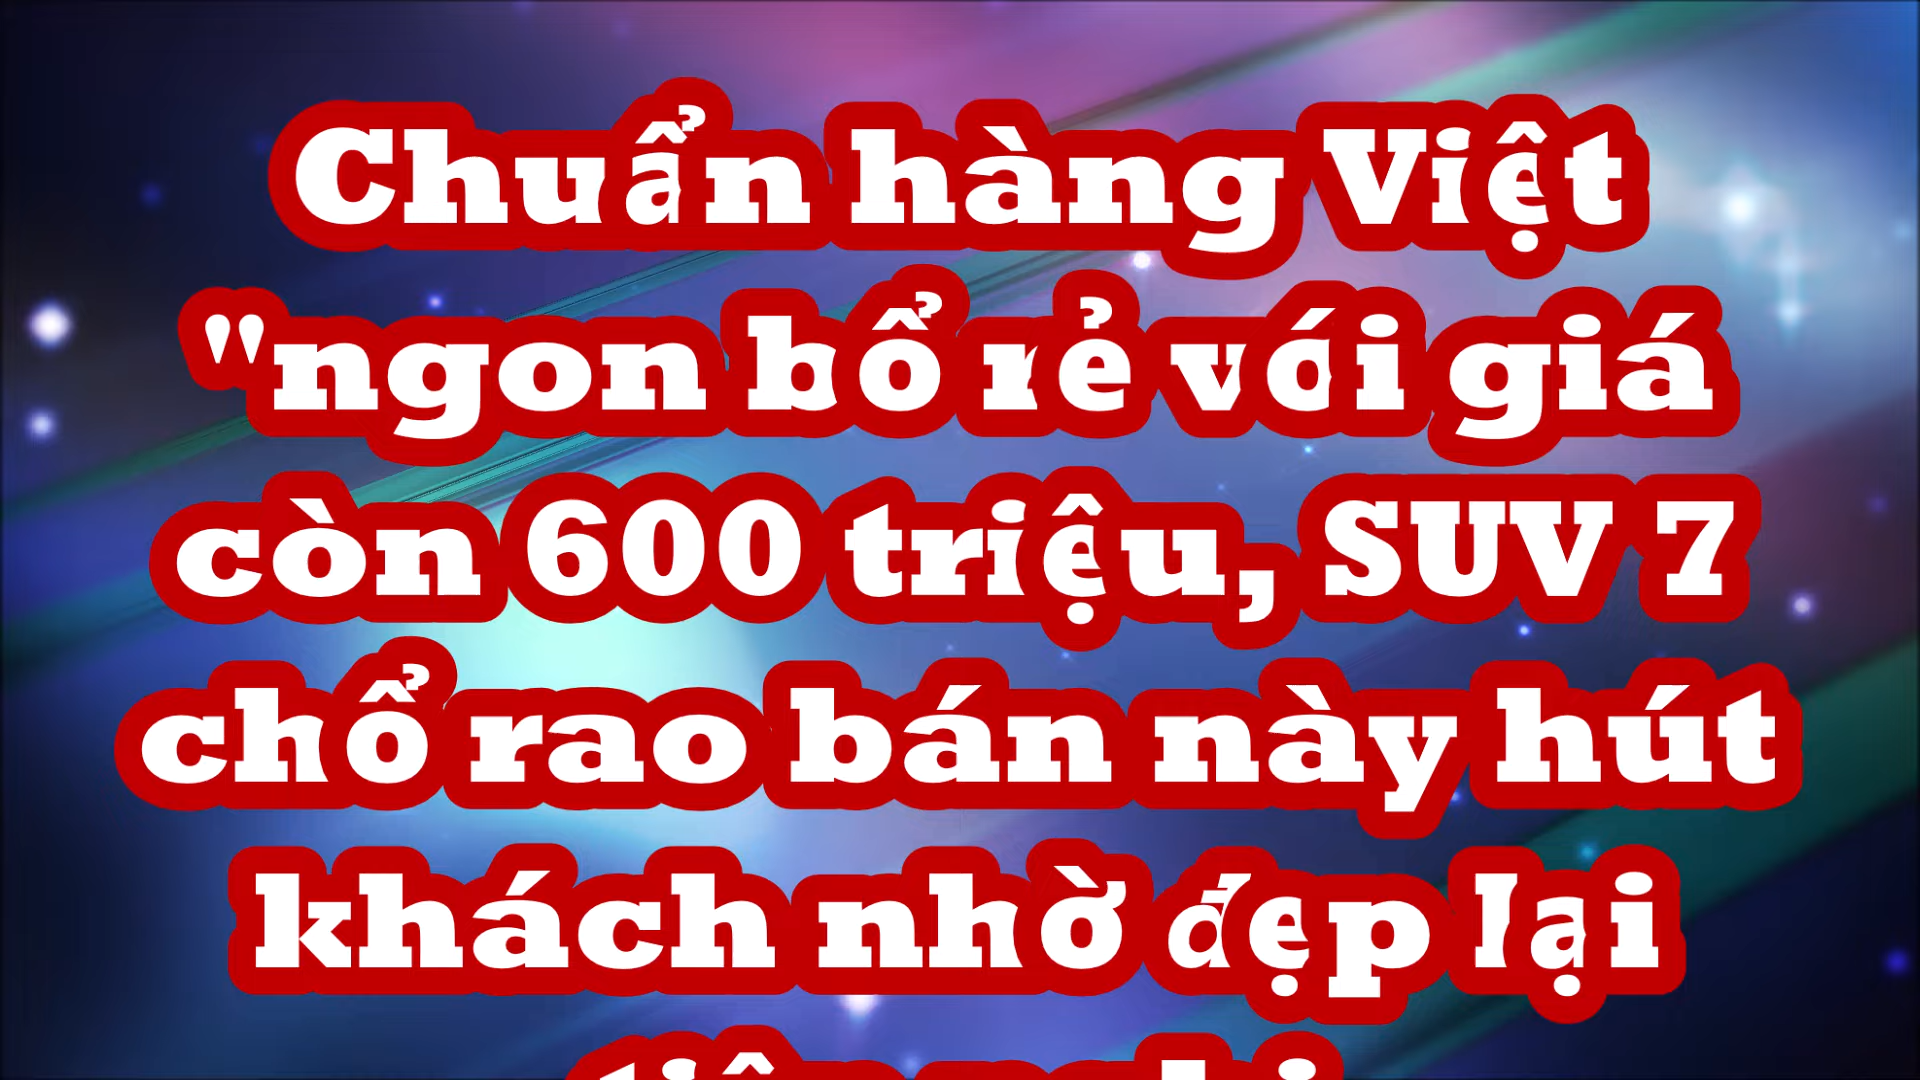 Chuẩn hàng Việt
"ngon bổ rẻ với giá
còn 600 triệu, SUV 7
chổ rao bán này hút
khách nhờ đẹp lại